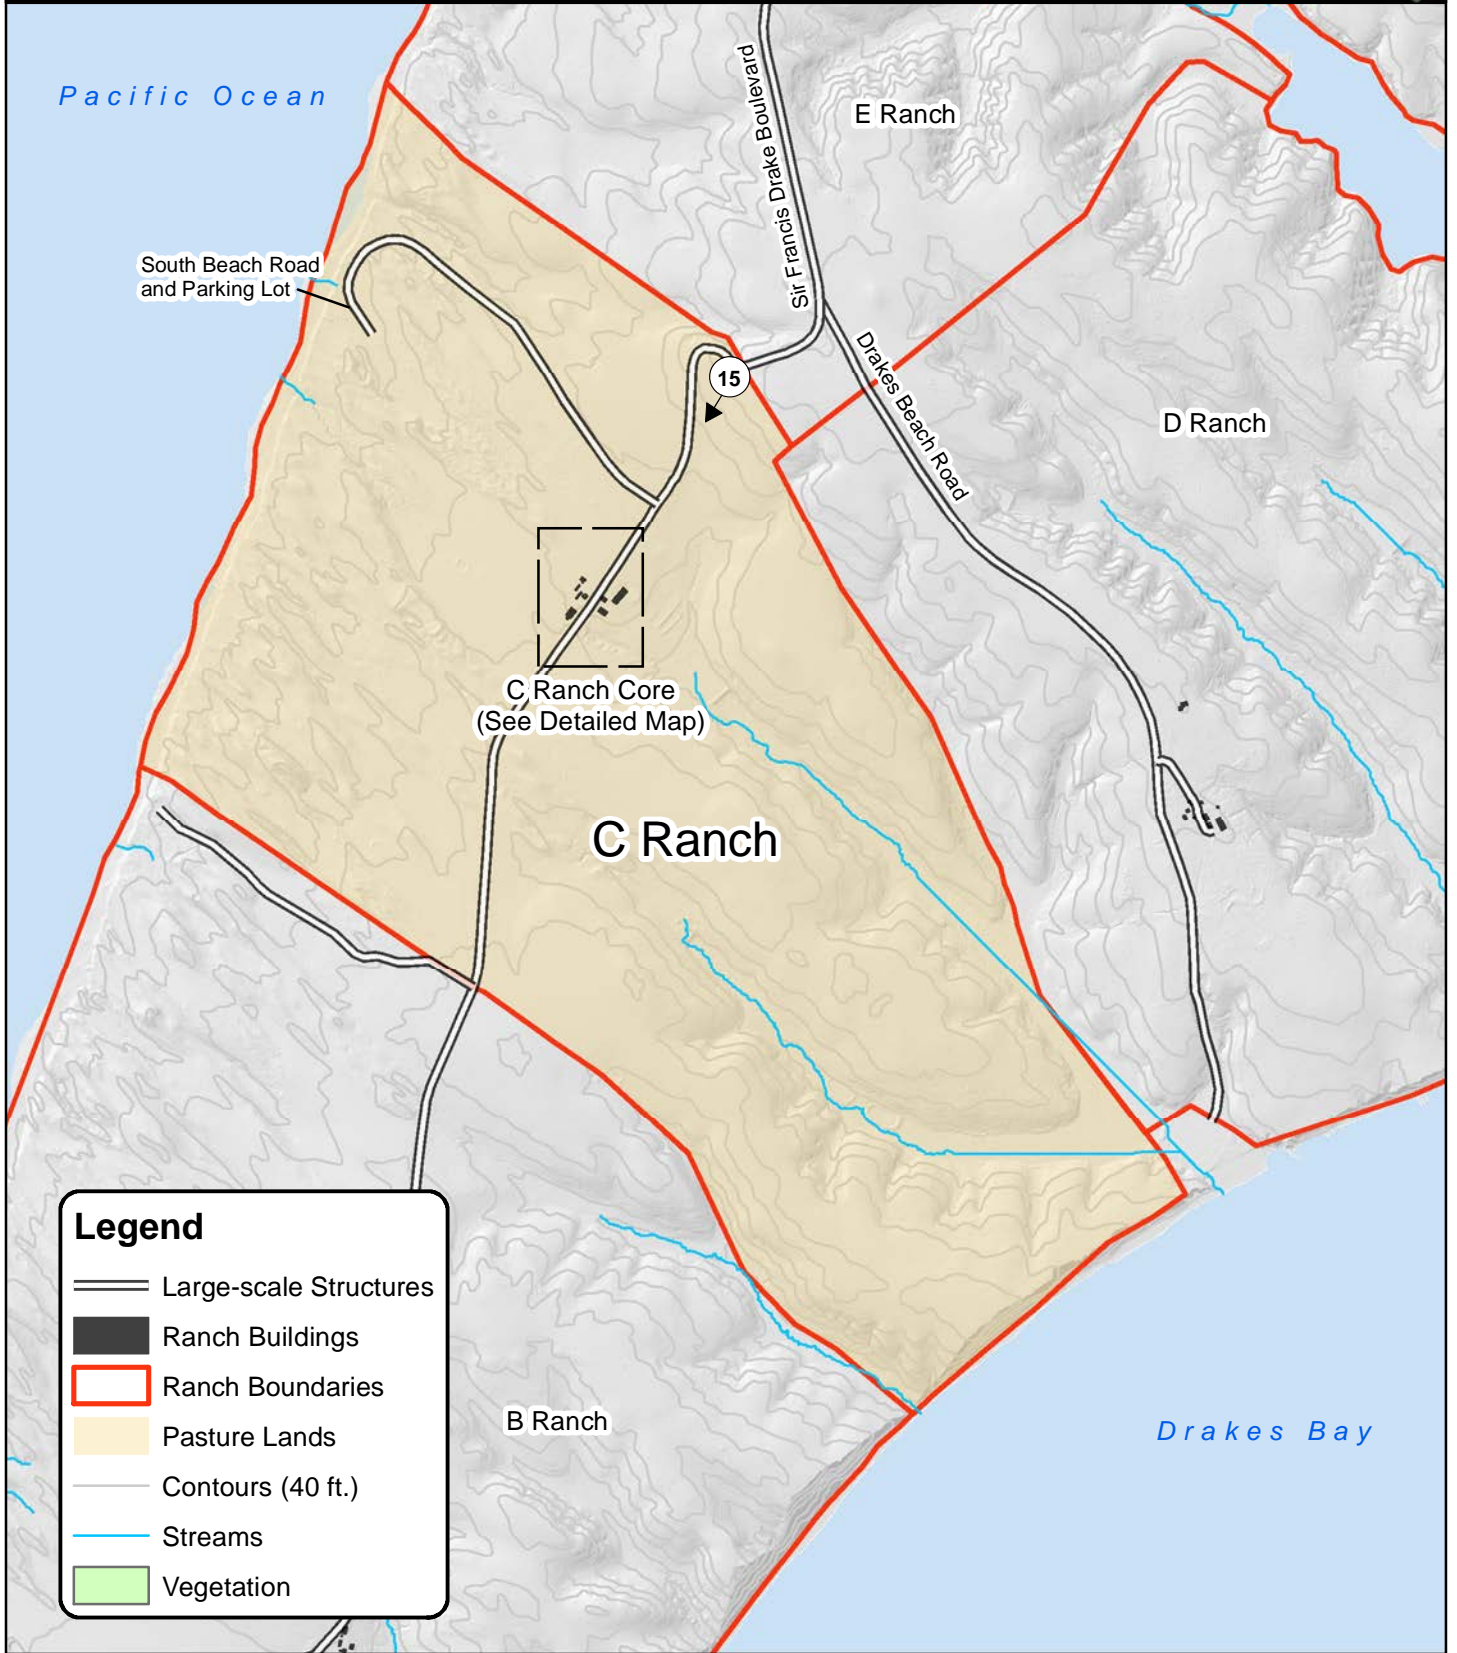 Pacific Ocean
E Ranch
Sir Francis Drake Boulevard
South Beach Road
and Parking Lot
15
Drakes Beach Road
D Ranch
C Ranch Core
(See Detailed Map)
C Ranch
B Ranch
Drakes Bay
Legend
Large-scale Structures
Ranch Buildings
Ranch Boundaries
Pasture Lands
Contours (40 ft.)
Streams
Vegetation